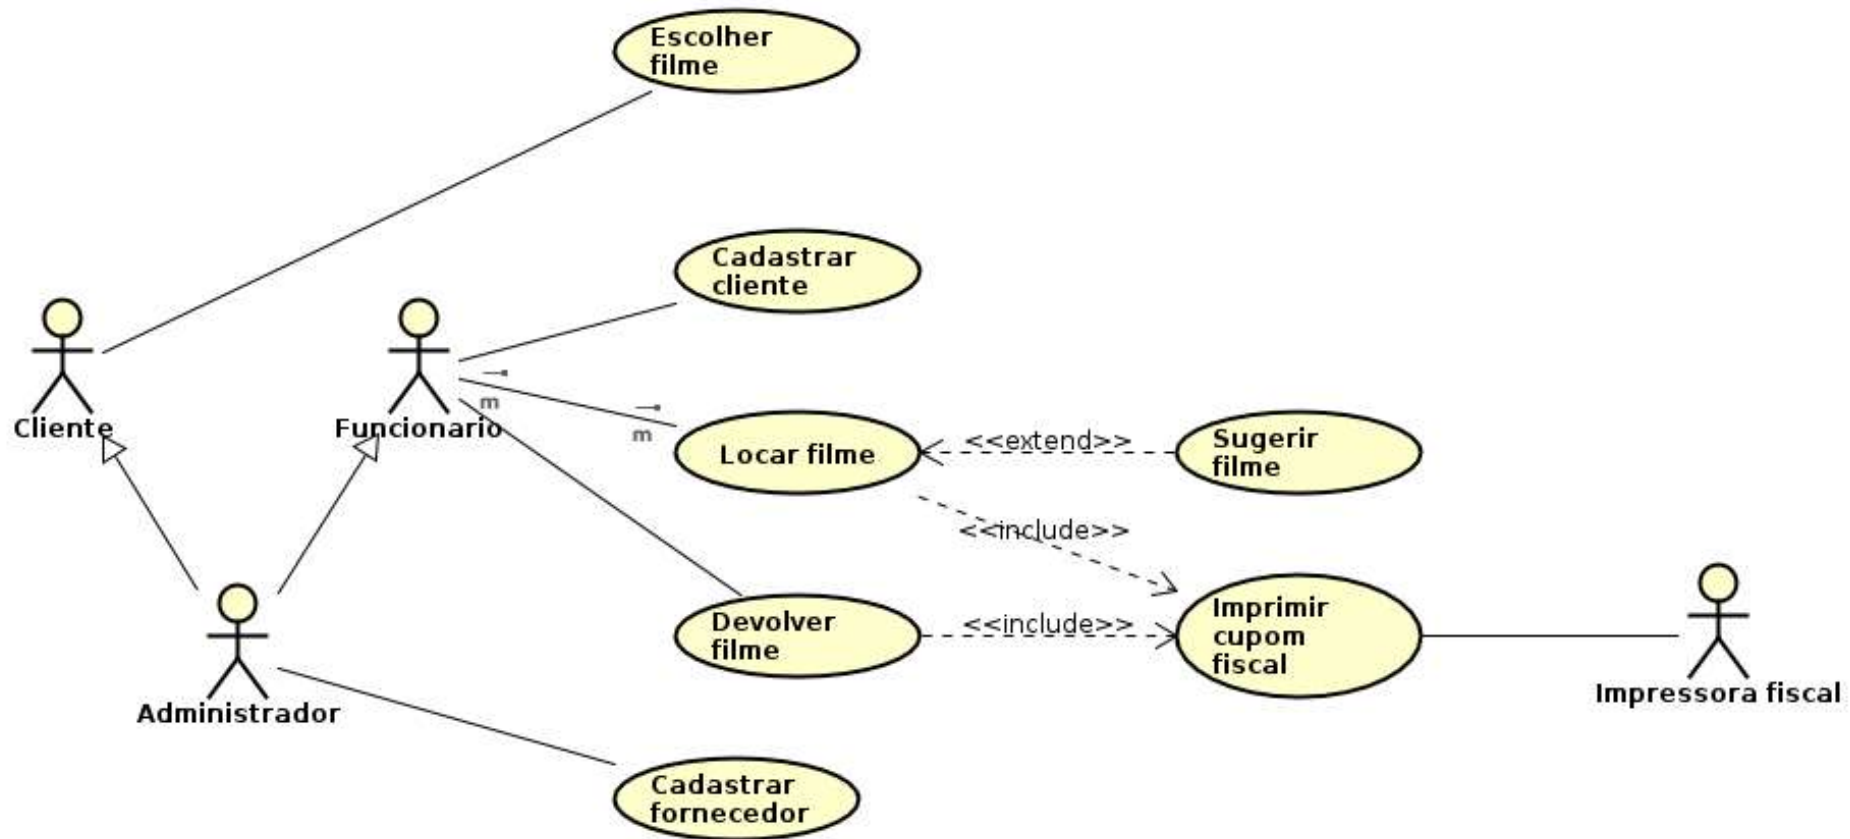 Escolher
filme
Cadastrar
cliente
Cliente
Funcionario
m
m
Locar filme
<<extend>>
Sugerir
filme
<<include>>
Devolver
filme
<<include>>
Imprimir
cupom
fiscal
Impressora fiscal
Administrador
Cadastrar
fornecedor